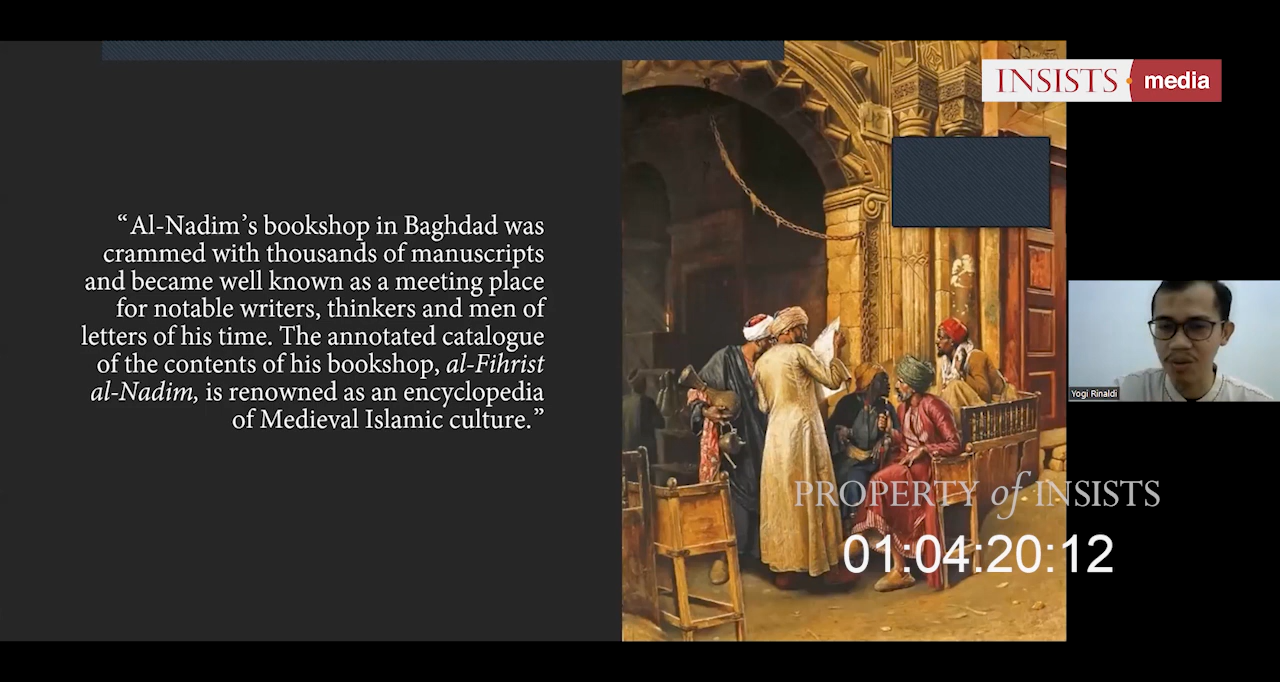 INSISTS media
“Al-Nadim’s bookshop in Baghdad was
crammed with thousands of manuscripts
and became well known as a meeting place
for notable writers, thinkers and men of
letters of his time. The annotated catalogue
of the contents of his bookshop, al-Fihrist
al-Nadim, is renowned as an encyclopedia
of Medieval Islamic culture.”
Yogi Rinaldi
PROPERTY of INSISTS
01:04:20:12